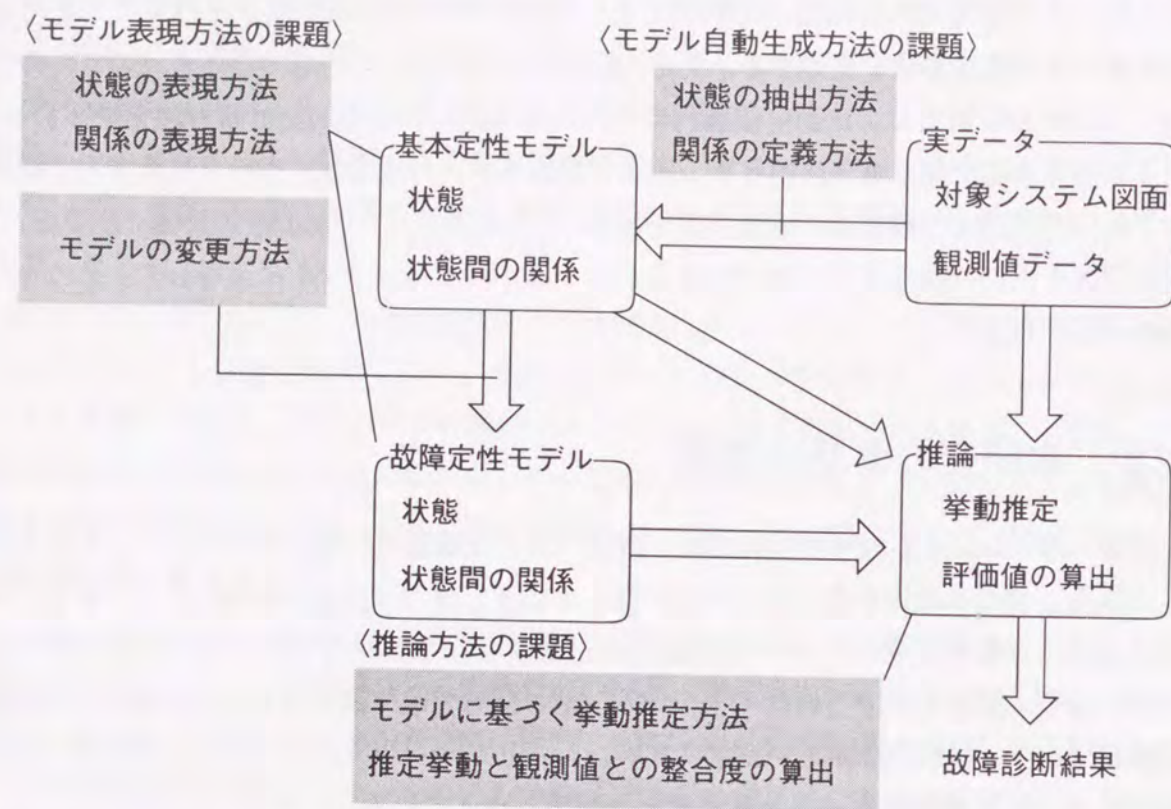 〈モデル表現方法の課題〉
状態の表現方法
関係の表現方法
モデルの変更方法
〈モデル自動生成方法の課題〉
状態の抽出方法
関係の定義方法
基本定性モデル
状態
状態間の関係
実データ
対象システム図面
観測値データ
故障定性モデル
状態
状態間の関係
推論
挙動推定
評価値の算出
〈推論方法の課題〉
モデルに基づく挙動推定方法
推定挙動と観測値との整合度の算出
故障診断結果